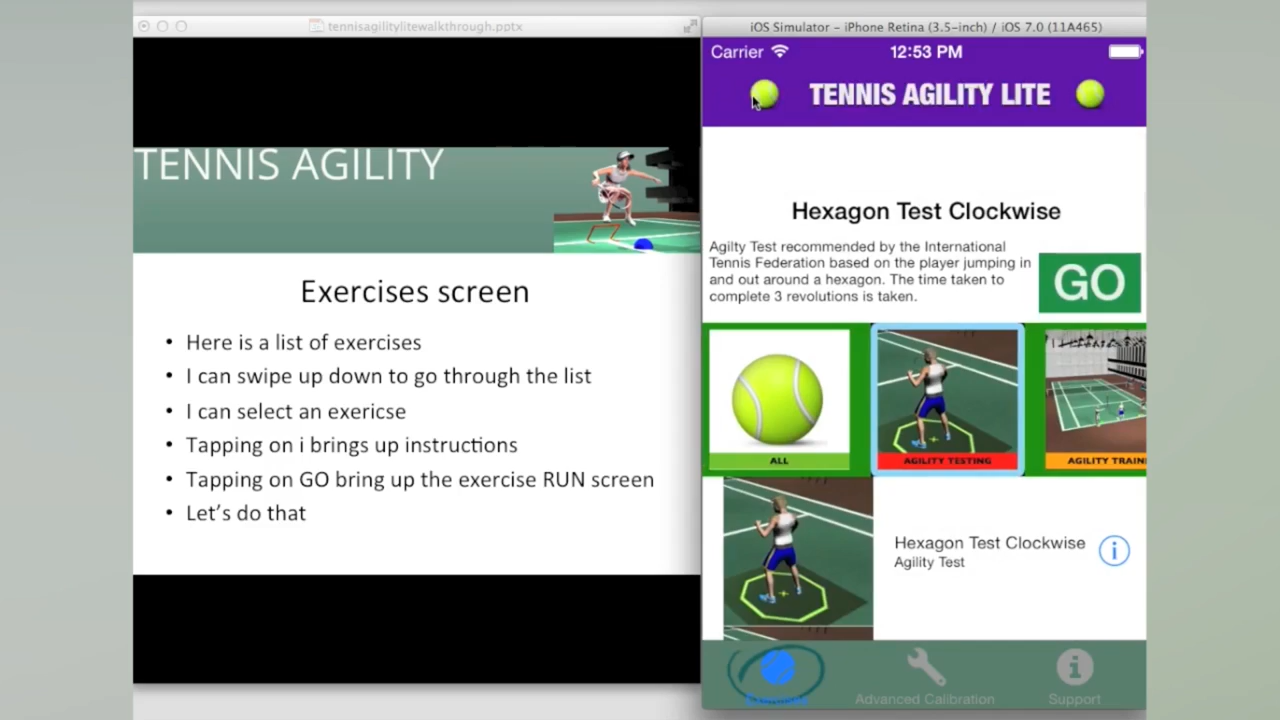 tennisagilitylitewalkthrough.pptx
TENNIS AGILITY
Exercises screen
• Here is a list of exercises
• I can swipe up down to go through the list
• I can select an exericse
• Tapping on i brings up instructions
• Tapping on GO bring up the exercise RUN screen
• Let's do that
iOS Simulator – iPhone Retina (3.5-inch) / iOS 7.0 (11A465)
Carrier 12:53 PM
TENNIS AGILITY LITE
Hexagon Test Clockwise
Agilty Test recommended by the International
Tennis Federation based on the player jumping in
and out around a hexagon. The time taken to
complete 3 revolutions is taken.
GO
ALL
AGILITY TESTING
AGILITY TRAIN
Hexagon Test Clockwise
Agility Test
i
Exercises
Advanced Calibration
Support